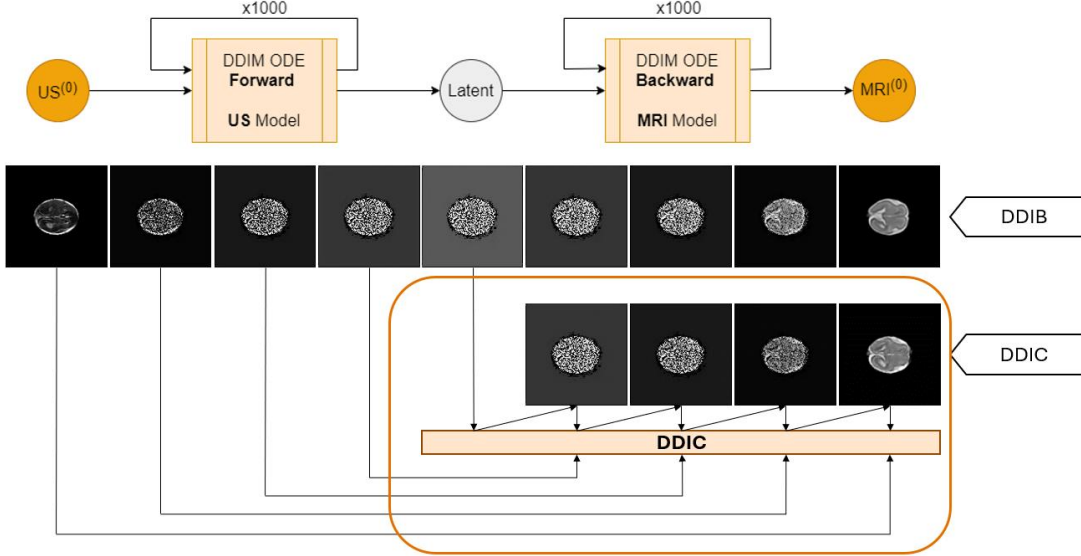 x1000
x1000
US(0)
DDIM ODE
Forward
US Model
Latent
DDIM ODE
Backward
MRI Model
MRI(0)
DDIB
DDIC
DDIC